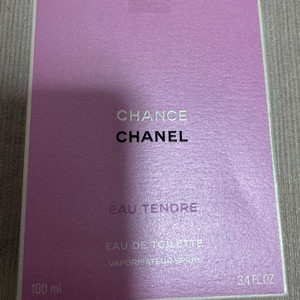 CHANCE
CHANEL
EAU TENDRE
EAU DE TOILETTE
VAPORISATEUR SPRAY
100 ml 3.4 FL.OZ